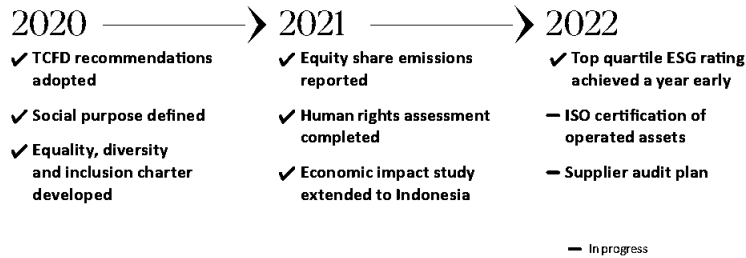 2020
TCFD recommendations
adopted
Social purpose defined
Equality, diversity
and inclusion charter
developed
2021
Equity share emissions
reported
Human rights assessment
completed
Economic impact study
extended to Indonesia
2022
Top quartile ESG rating
achieved a year early
ISO certification of
operated assets
Supplier audit plan
In progress